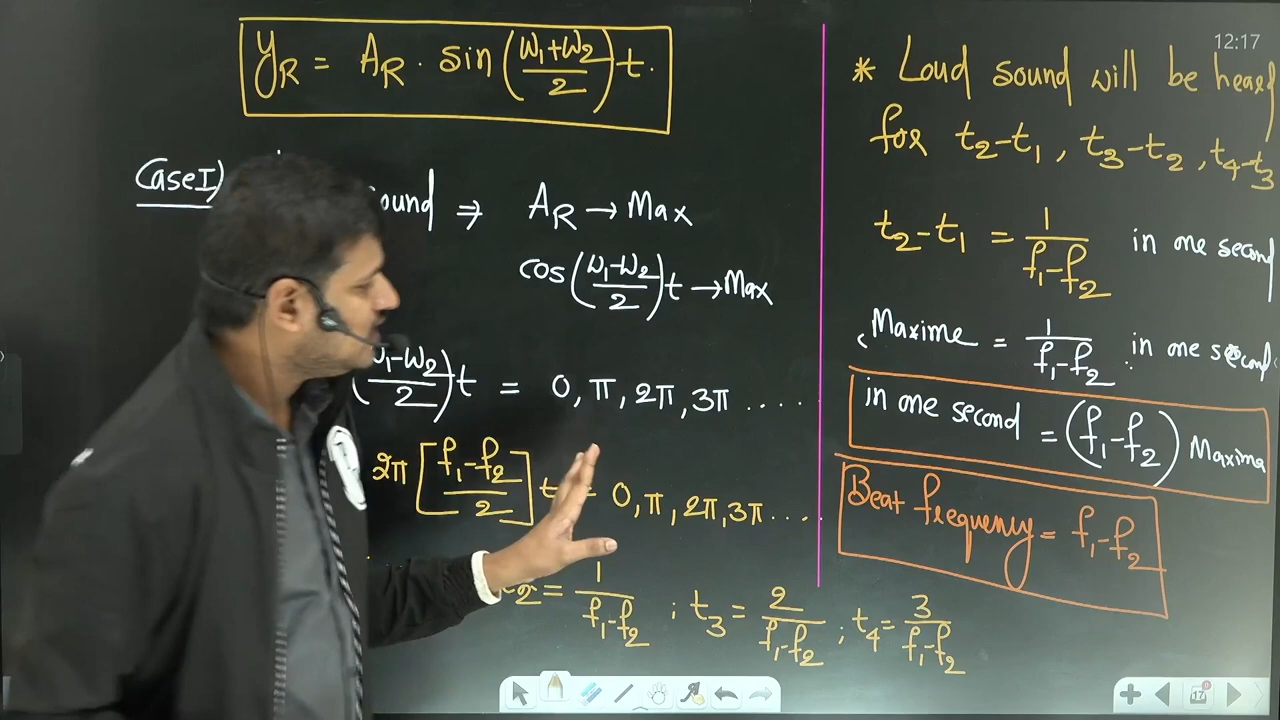 y_R = A_R . sin((ω₁+ω₂)/2)t.
Case I) ound ⇒ A_R → Max
cos((ω₁-ω₂)/2)t → Max
(ω₁-ω₂)/2)t = 0, π, 2π, 3π .....
2π[(f₁-f₂)/2] t = 0, π, 2π, 3π ....
t₂ = 1/(f₁-f₂) ; t₃ = 2/(f₁-f₂) ; t₄ = 3/(f₁-f₂)
12:17
* Loud sound will be heard
for t₂-t₁, t₃-t₂, t₄-t₃
t₂-t₁ = 1/(f₁-f₂) in one second
Maxime = 1/(f₁-f₂) in one second
in one second = (f₁-f₂) Maxima
Beat frequency = f₁-f₂
17